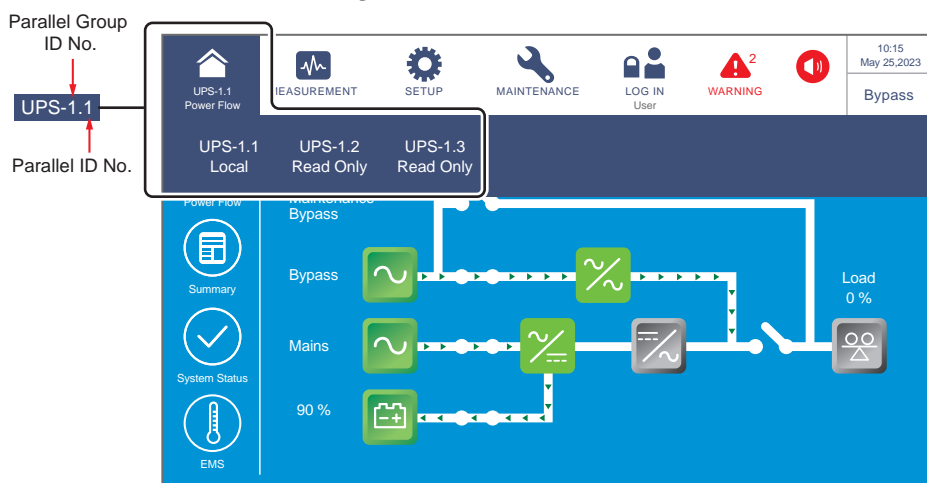 Parallel Group
ID No.
UPS-1.1
Parallel ID No.
UPS-1.1
Power Flow
MEASUREMENT
SETUP
MAINTENANCE
LOG IN
User
2
WARNING
10:15
May 25,2023
Bypass
UPS-1.1
Local
UPS-1.2
Read Only
UPS-1.3
Read Only
Power Flow
Maintenance
Bypass
Summary
Bypass
Load
0 %
System Status
Mains
90 %
EMS